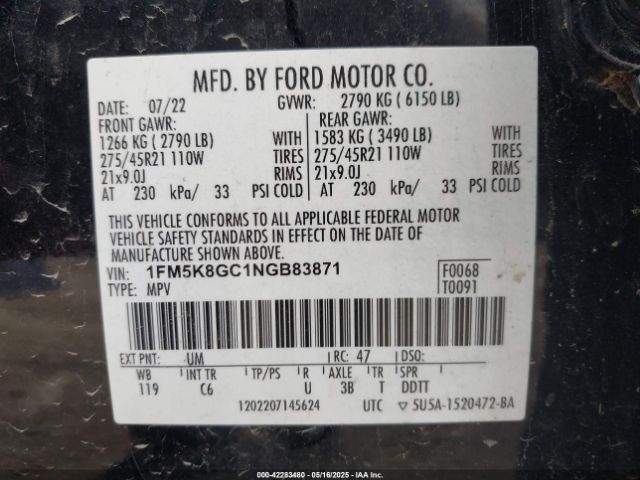 MFD. BY FORD MOTOR CO.
DATE: 07/22 GVWR: 2790 KG ( 6150 LB)
FRONT GAWR: REAR GAWR:
1266 KG ( 2790 LB) WITH 1583 KG ( 3490 LB) WITH
275/45R21 110W TIRES 275/45R21 110W TIRES
21x9.0J RIMS 21x9.0J RIMS
AT 230 kPa/ 33 PSI COLD AT 230 kPa/ 33 PSI COLD
THIS VEHICLE CONFORMS TO ALL APPLICABLE FEDERAL MOTOR
VEHICLE SAFETY STANDARDS IN EFFECT ON THE DATE OF
MANUFACTURE SHOWN ABOVE.
VIN: 1FM5K8GC1NGB83871 F0068
TYPE: MPV T0091
EXT PNT: UM RC: 47 DSO:
WB INT TR TP/PS R AXLE TR SPR
119 C6 U 3B T DDTT
1202207145624 UTC ▽ 5U5A-1520472-BA
000-42283480 - 05/16/2025 - IAA Inc.